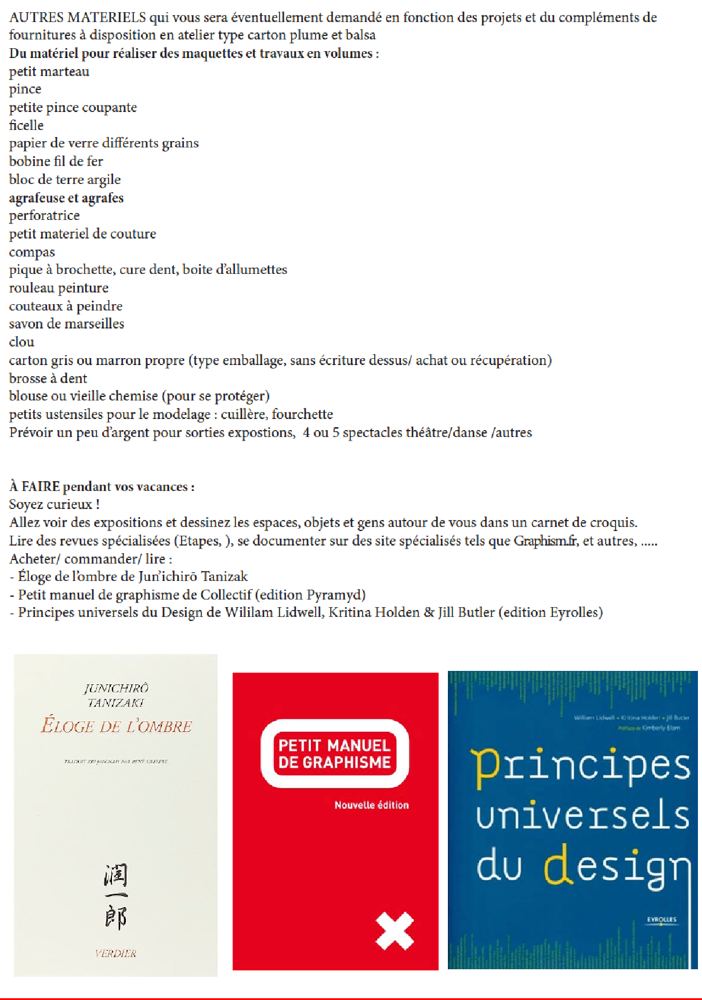 AUTRES MATERIELS qui vous sera éventuellement demandé en fonction des projets et du compléments de
fournitures à disposition en atelier type carton plume et balsa
Du matériel pour réaliser des maquettes et travaux en volumes :
petit marteau
pince
petite pince coupante
ficelle
papier de verre différents grains
bobine fil de fer
bloc de terre argile
agrafeuse et agrafes
perforatrice
petit materiel de couture
compas
pique à brochette, cure dent, boite d’allumettes
rouleau peinture
couteaux à peindre
savon de marseilles
clou
carton gris ou marron propre (type emballage, sans écriture dessus/ achat ou récupération)
brosse à dent
blouse ou vieille chemise (pour se protéger)
petits ustensiles pour le modelage : cuillère, fourchette
Prévoir un peu d’argent pour sorties expostions,  4 ou 5 spectacles théâtre/danse /autres
À FAIRE pendant vos vacances :
Soyez curieux !
Allez voir des expositions et dessinez les espaces, objets et gens autour de vous dans un carnet de croquis.
Lire des revues spécialisées (Etapes, ), se documenter sur des site spécialisés tels que Graphism.fr, et autres, .....
Acheter/ commander/ lire :
- Éloge de l’ombre de Jun’ichirō Tanizak
- Petit manuel de graphisme de Collectif (edition Pyramyd)
- Principes universels du Design de Wililam Lidwell, Kritina Holden & Jill Butler (edition Eyrolles)
JUNICHIRÔ
TANIZAKI
ÉLOGE DE L’OMBRE
TRADUIT DU JAPONAIS PAR RENÉ SIEFFERT
潤一郎
VERDIER
PETIT MANUEL
DE GRAPHISME
Nouvelle édition
William Lidwell • Kritina Holden • Jill Butler
Préface de Kimberly Elam
Principes
universels
du design
EYROLLES